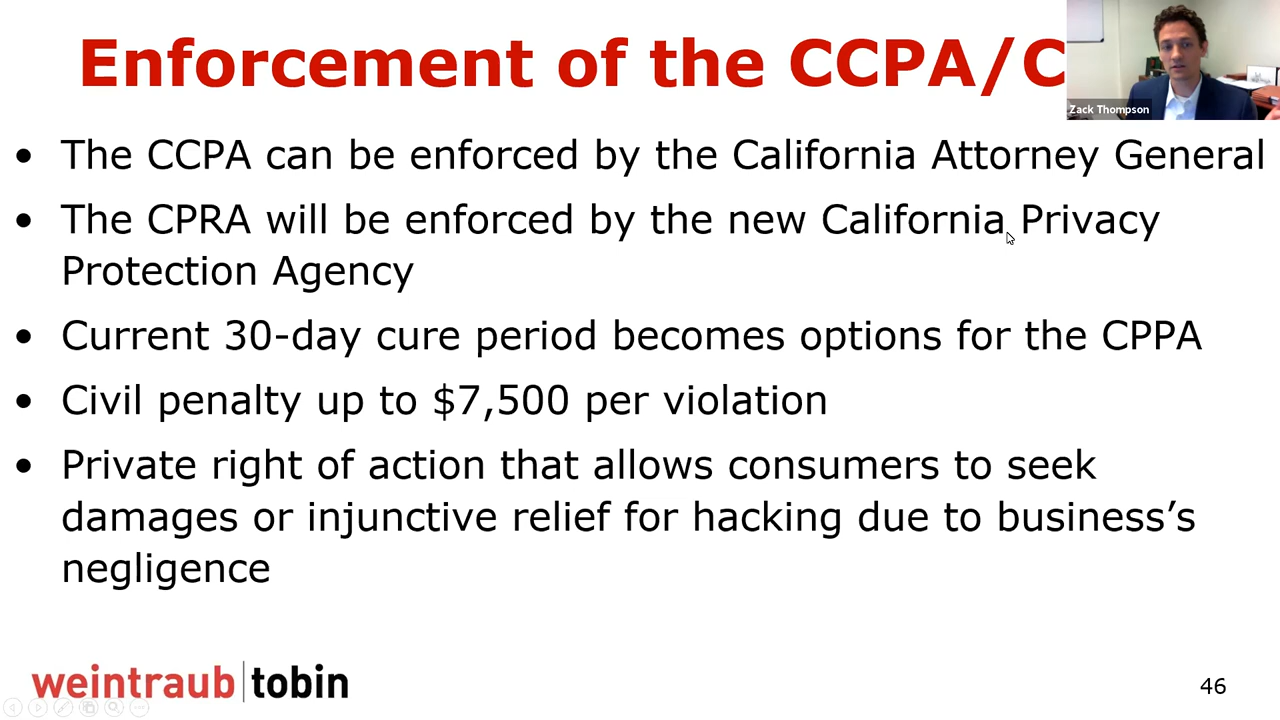 Enforcement of the CCPA/C
Zack Thompson
• The CCPA can be enforced by the California Attorney General
• The CPRA will be enforced by the new California Privacy
Protection Agency
• Current 30-day cure period becomes options for the CPPA
• Civil penalty up to $7,500 per violation
• Private right of action that allows consumers to seek
damages or injunctive relief for hacking due to business’s
negligence
weintraub|tobin
46